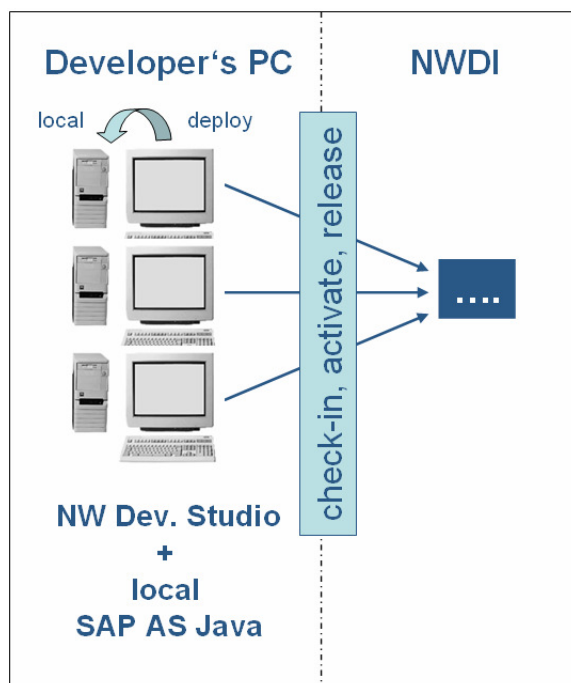 Developer‘s PC
NWDI
local
deploy
check-in, activate, release
....
NW Dev. Studio
+
local
SAP AS Java